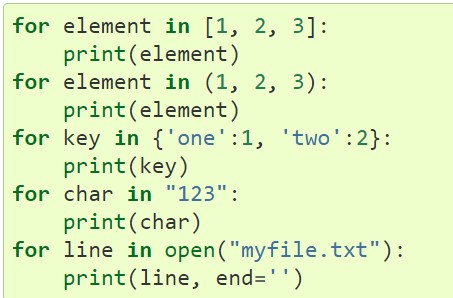 for element in [1, 2, 3]:
    print(element)
for element in (1, 2, 3):
    print(element)
for key in {'one':1, 'two':2}:
    print(key)
for char in "123":
    print(char)
for line in open("myfile.txt"):
    print(line, end='')